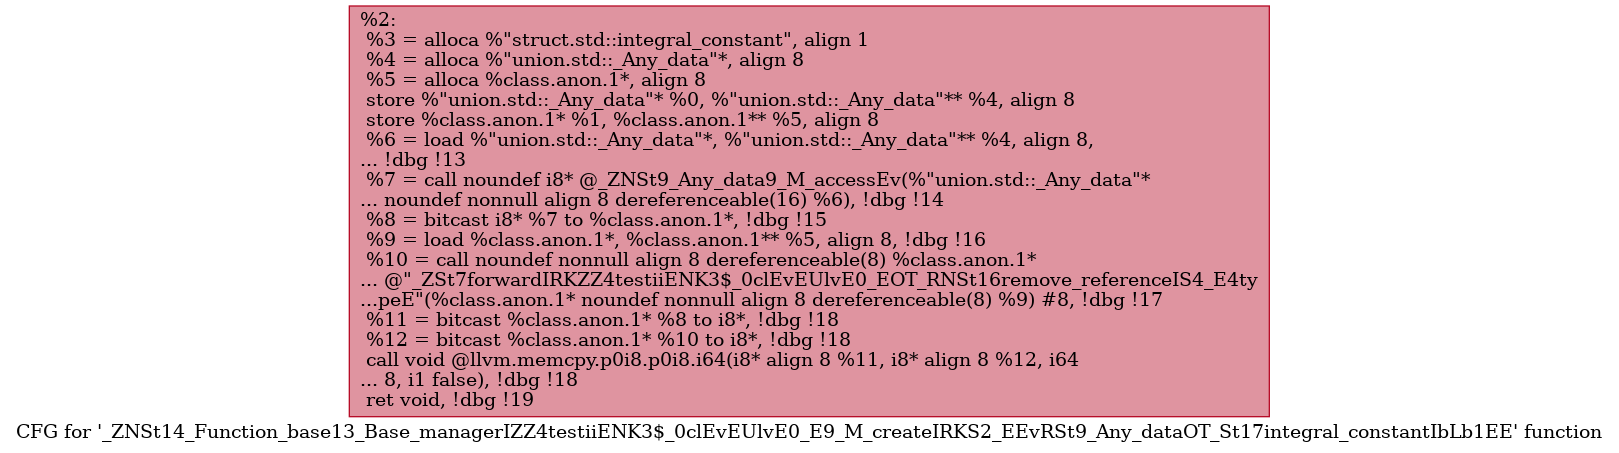 %2:
%3 = alloca %"struct.std::integral_constant", align 1
%4 = alloca %"union.std::_Any_data"*, align 8
%5 = alloca %class.anon.1*, align 8
store %"union.std::_Any_data"* %0, %"union.std::_Any_data"** %4, align 8
store %class.anon.1* %1, %class.anon.1** %5, align 8
%6 = load %"union.std::_Any_data"*, %"union.std::_Any_data"** %4, align 8,
... !dbg !13
%7 = call noundef i8* @_ZNSt9_Any_data9_M_accessEv(%"union.std::_Any_data"*
... noundef nonnull align 8 dereferenceable(16) %6), !dbg !14
%8 = bitcast i8* %7 to %class.anon.1*, !dbg !15
%9 = load %class.anon.1*, %class.anon.1** %5, align 8, !dbg !16
%10 = call noundef nonnull align 8 dereferenceable(8) %class.anon.1*
... @"_ZSt7forwardIRKZZ4testiiENK3$_0clEvEUlvE0_EOT_RNSt16remove_referenceIS4_E4ty
...peE"(%class.anon.1* noundef nonnull align 8 dereferenceable(8) %9) #8, !dbg !17
%11 = bitcast %class.anon.1* %8 to i8*, !dbg !18
%12 = bitcast %class.anon.1* %10 to i8*, !dbg !18
call void @llvm.memcpy.p0i8.p0i8.i64(i8* align 8 %11, i8* align 8 %12, i64
... 8, i1 false), !dbg !18
ret void, !dbg !19
CFG for '_ZNSt14_Function_base13_Base_managerIZZ4testiiENK3$_0clEvEUlvE0_E9_M_createIRKS2_EEvRSt9_Any_dataOT_St17integral_constantIbLb1EE' function